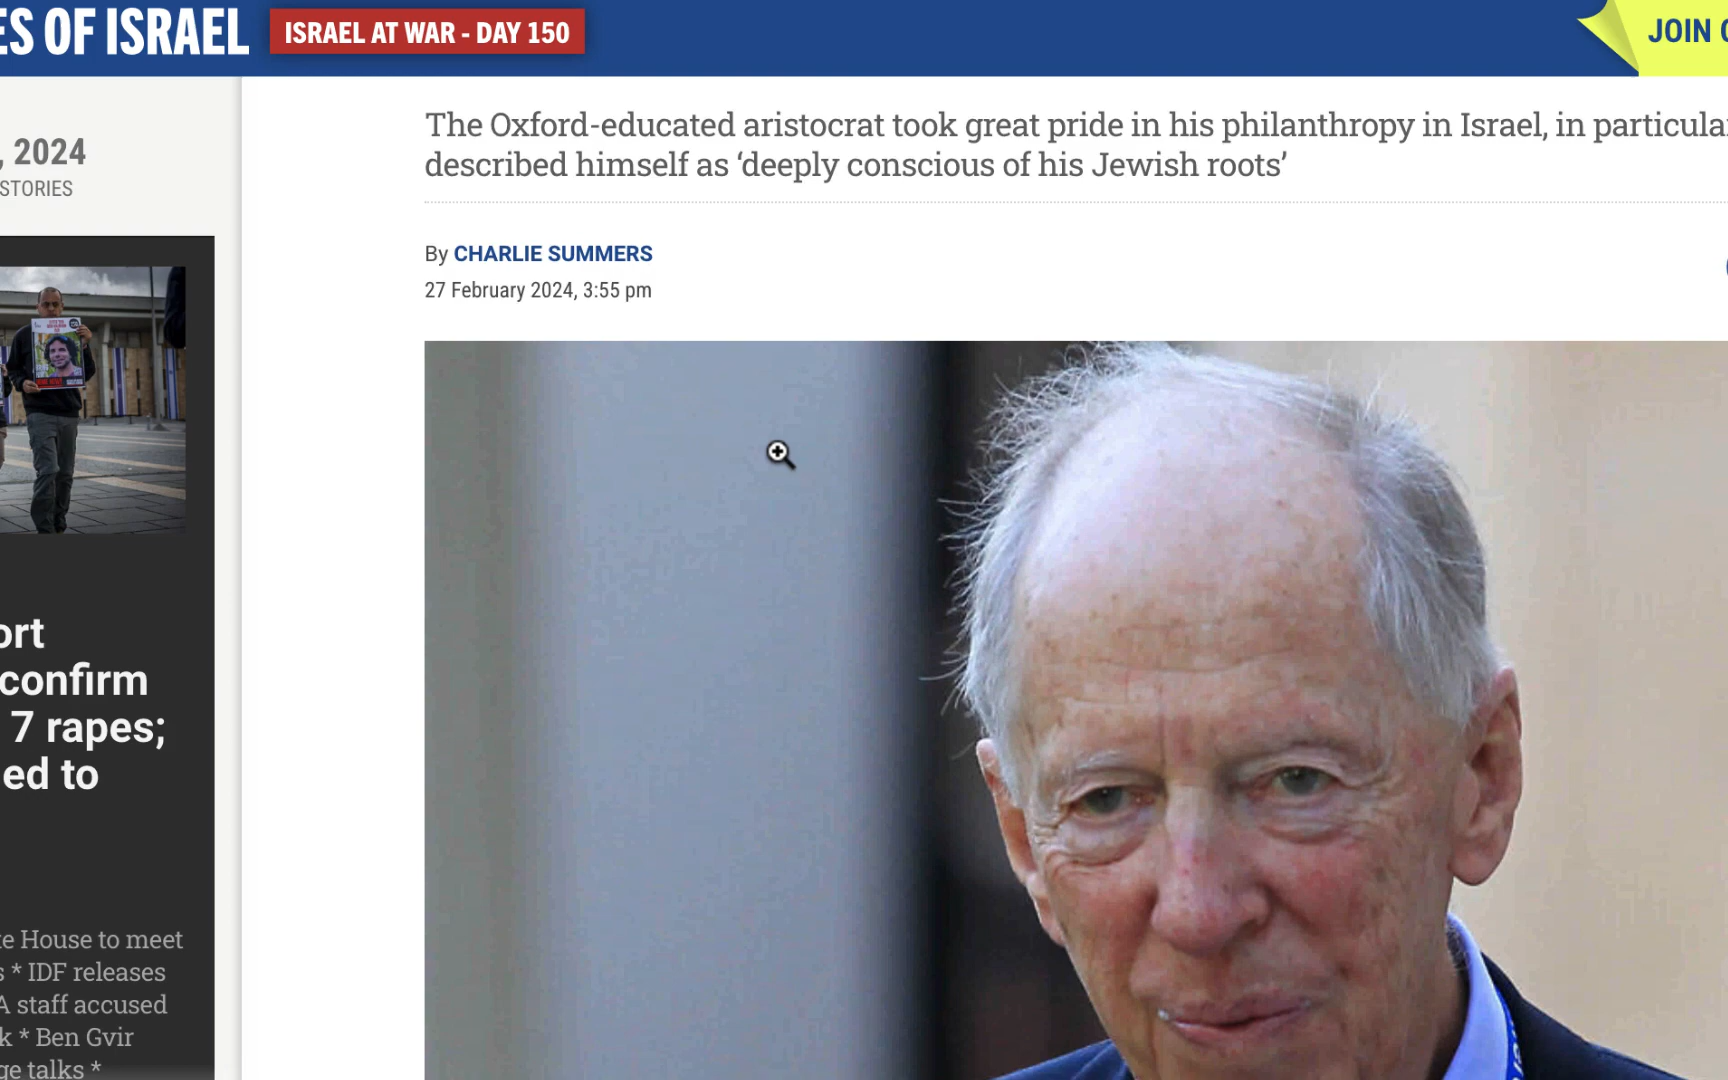 ES OF ISRAEL
ISRAEL AT WAR - DAY 150
JOIN
, 2024
STORIES
The Oxford-educated aristocrat took great pride in his philanthropy in Israel, in particula
described himself as ‘deeply conscious of his Jewish roots’
By CHARLIE SUMMERS
27 February 2024, 3:55 pm
ort
confirm
7 rapes;
ed to
te House to meet
s * IDF releases
A staff accused
k * Ben Gvir
ge talks *